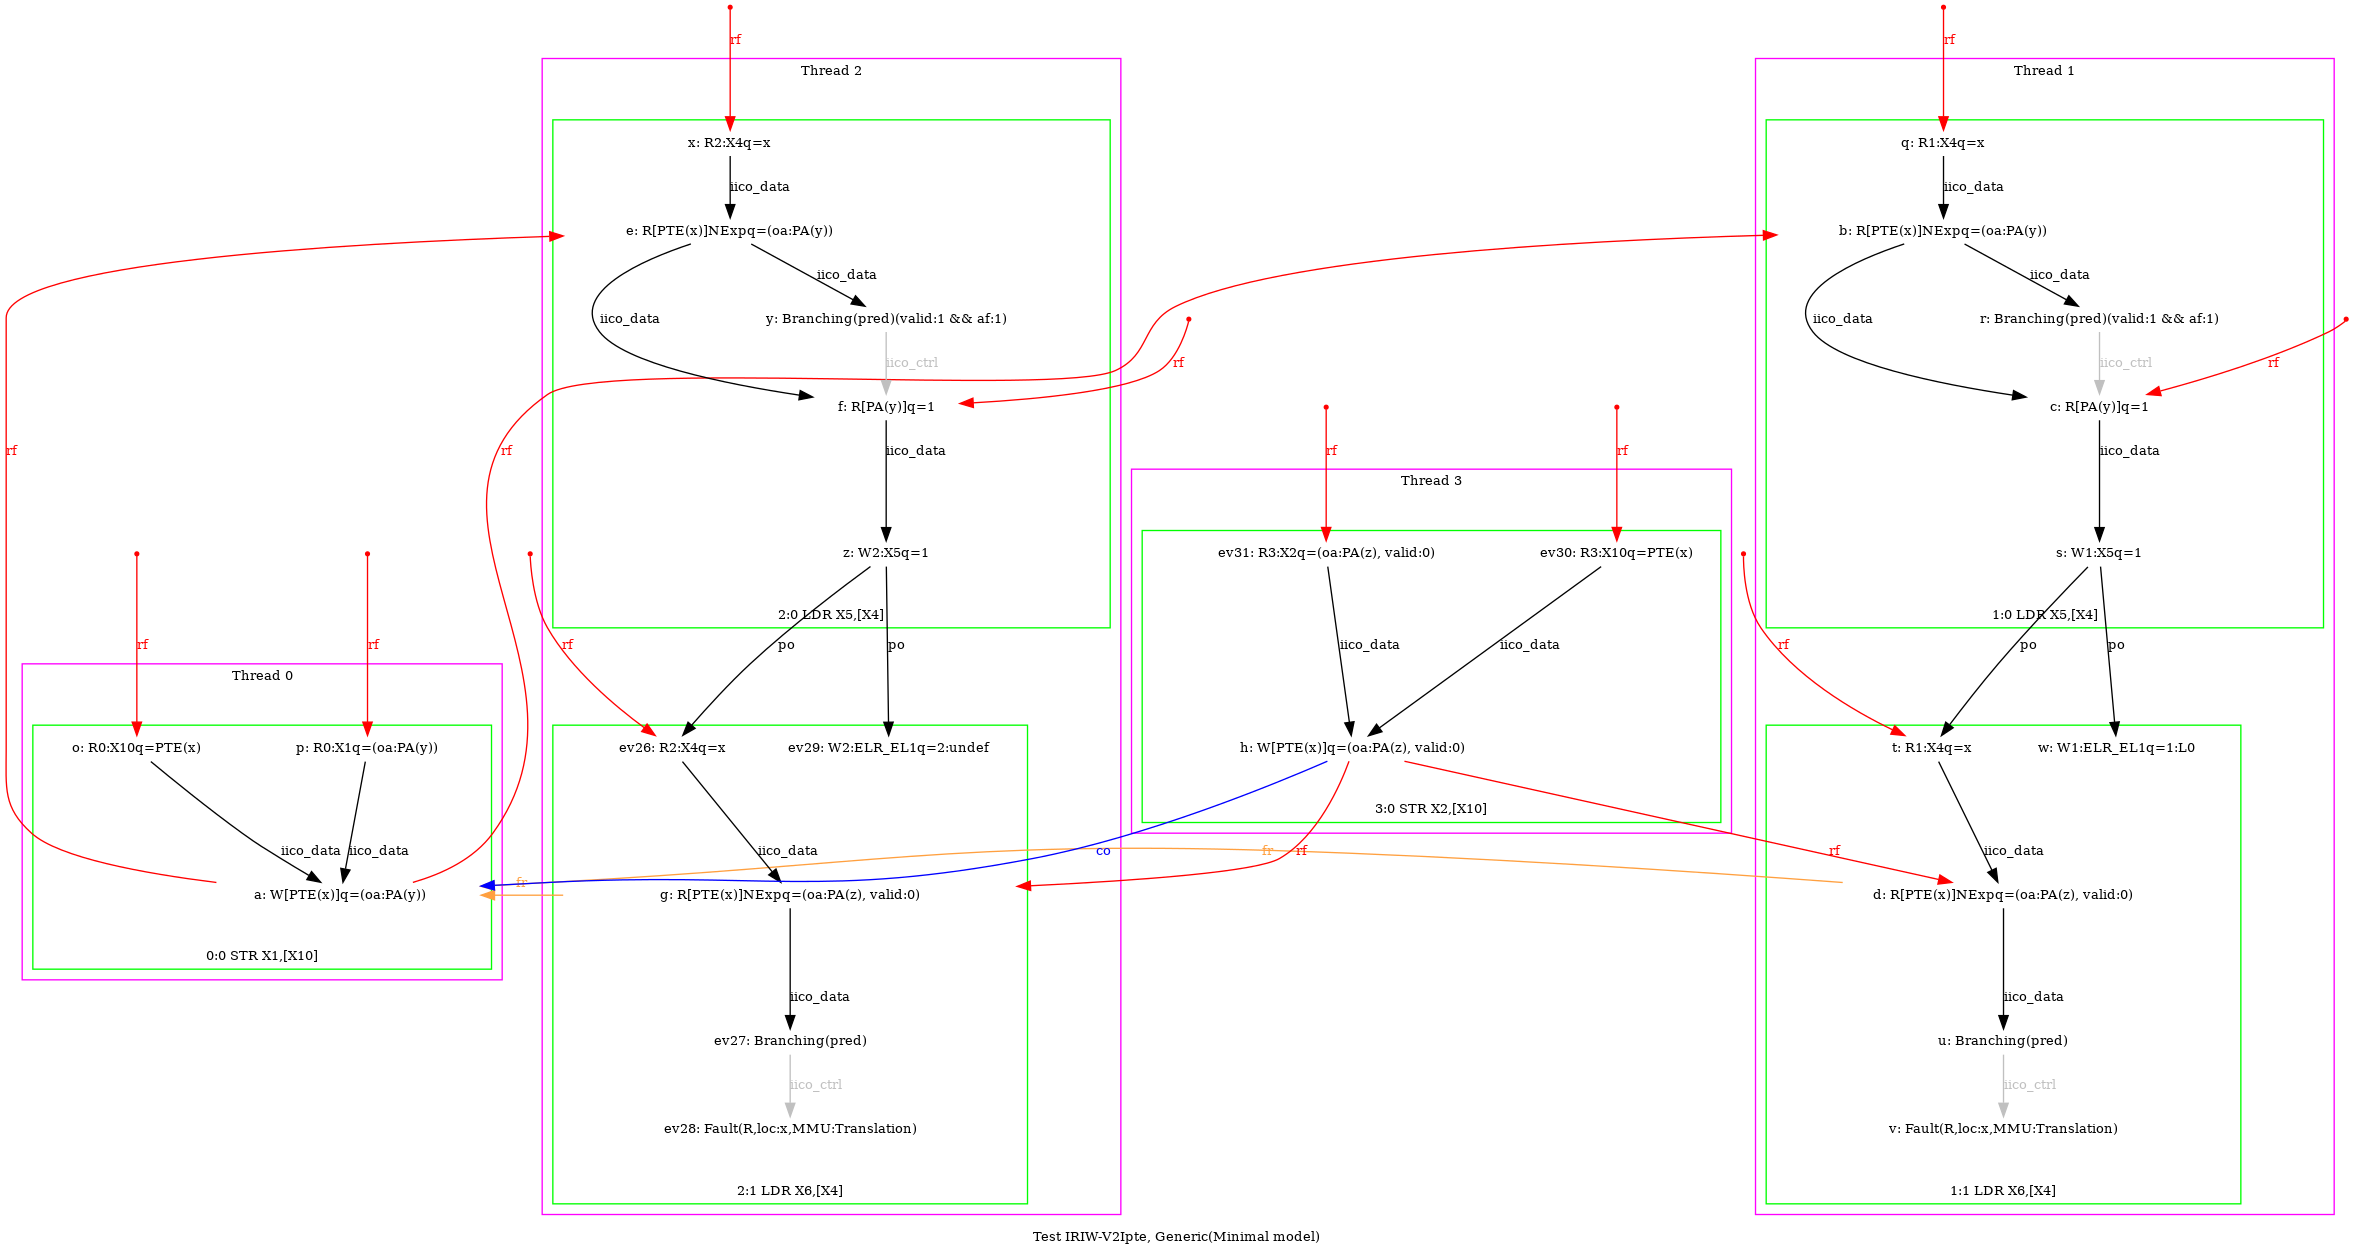 rf
rf
Thread 2
Thread 1
x: R2:X4q=x
q: R1:X4q=x
iico_data
iico_data
e: R[PTE(x)]NExpq=(oa:PA(y))
b: R[PTE(x)]NExpq=(oa:PA(y))
iico_data
iico_data
iico_data
y: Branching(pred)(valid:1 && af:1)
iico_data
r: Branching(pred)(valid:1 && af:1)
iico_ctrl
rf
iico_ctrl
rf
f: R[PA(y)]q=1
c: R[PA(y)]q=1
rf
rf
iico_data
rf
rf
iico_data
Thread 3
z: W2:X5q=1
ev31: R3:X2q=(oa:PA(z), valid:0)
ev30: R3:X10q=PTE(x)
s: W1:X5q=1
2:0 LDR X5,[X4]
1:0 LDR X5,[X4]
rf
rf
rf
po
po
iico_data
iico_data
rf
po
po
Thread 0
o: R0:X10q=PTE(x)
p: R0:X1q=(oa:PA(y))
ev26: R2:X4q=x
ev29: W2:ELR_EL1q=2:undef
h: W[PTE(x)]q=(oa:PA(z), valid:0)
t: R1:X4q=x
w: W1:ELR_EL1q=1:L0
3:0 STR X2,[X10]
iico_data
iico_data
iico_data
co
fr
rf
rf
iico_data
fr
a: W[PTE(x)]q=(oa:PA(y))
g: R[PTE(x)]NExpq=(oa:PA(z), valid:0)
d: R[PTE(x)]NExpq=(oa:PA(z), valid:0)
0:0 STR X1,[X10]
iico_data
iico_data
ev27: Branching(pred)
u: Branching(pred)
iico_ctrl
iico_ctrl
ev28: Fault(R,loc:x,MMU:Translation)
v: Fault(R,loc:x,MMU:Translation)
2:1 LDR X6,[X4]
1:1 LDR X6,[X4]
Test IRIW-V2Ipte, Generic(Minimal model)